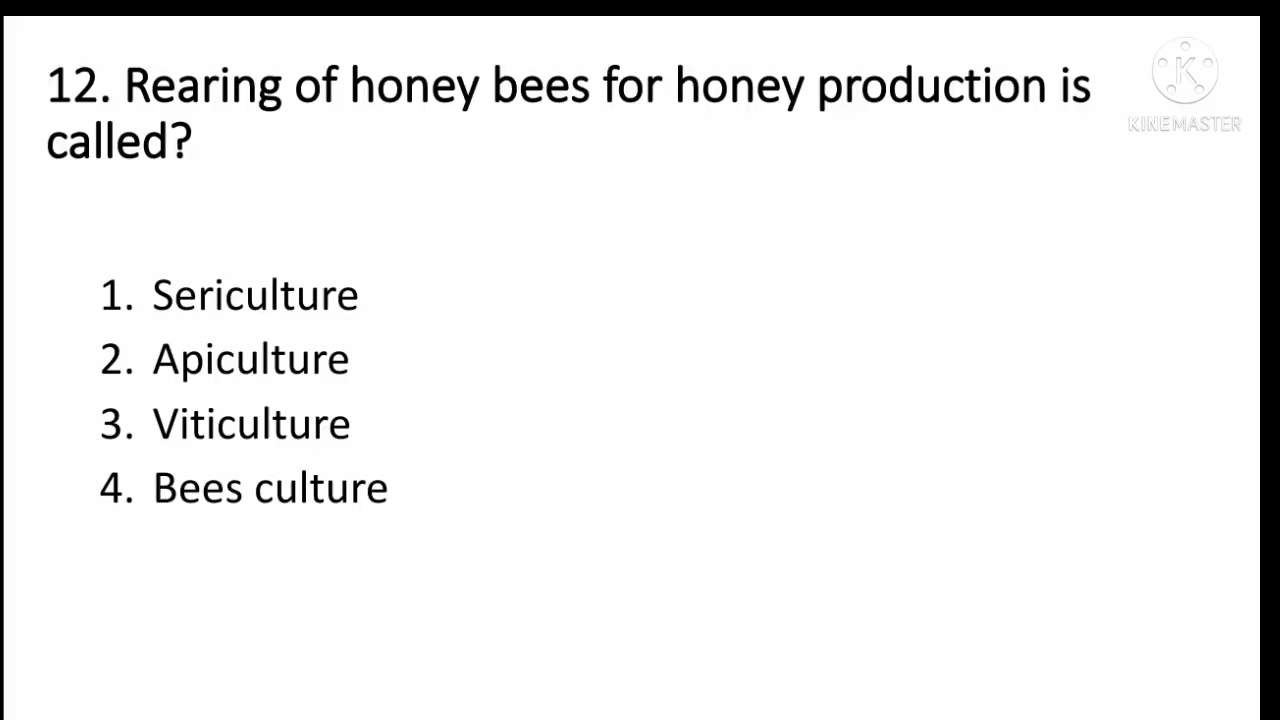 12. Rearing of honey bees for honey production is
called?
K
KINEMASTER
1. Sericulture
2. Apiculture
3. Viticulture
4. Bees culture